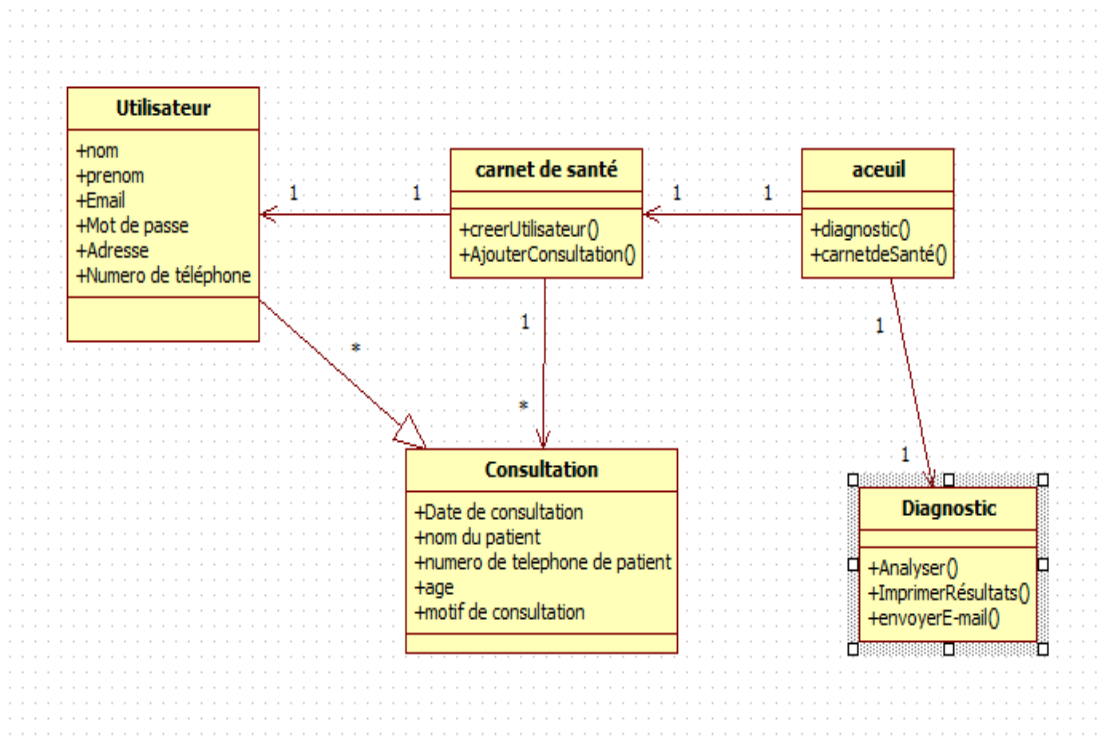 Utilisateur
+nom
+prenom
+Email
+Mot de passe
+Adresse
+Numero de téléphone
1
1
carnet de santé
+creerUtilisateur()
+AjouterConsultation()
1
1
aceuil
+diagnostic()
+carnetdeSanté()
*
1
*
1
1
Consultation
+Date de consultation
+nom du patient
+numero de telephone de patient
+age
+motif de consultation
Diagnostic
+Analyser()
+ImprimerRésultats()
+envoyerE-mail()